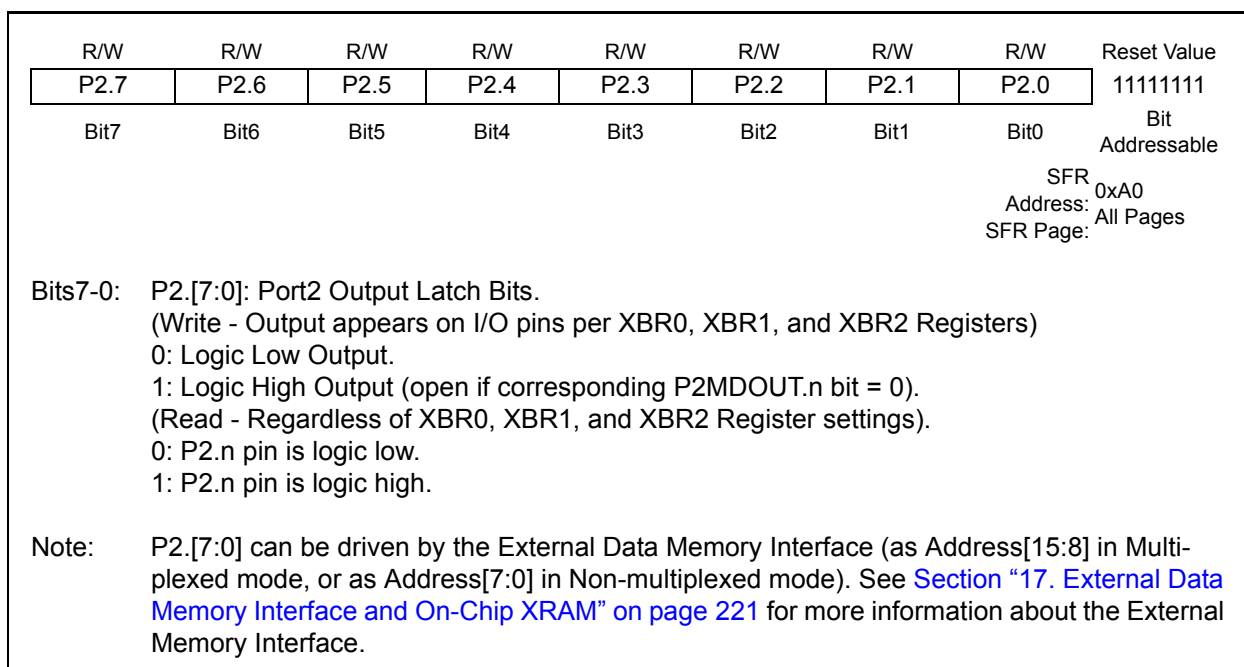 R/W R/W R/W R/W R/W R/W R/W R/W Reset Value
P2.7 P2.6 P2.5 P2.4 P2.3 P2.2 P2.1 P2.0 11111111
Bit7 Bit6 Bit5 Bit4 Bit3 Bit2 Bit1 Bit0 Bit Addressable
SFR Address: 0xA0
SFR Page: All Pages
Bits7-0: P2.[7:0]: Port2 Output Latch Bits.
(Write - Output appears on I/O pins per XBR0, XBR1, and XBR2 Registers)
0: Logic Low Output.
1: Logic High Output (open if corresponding P2MDOUT.n bit = 0).
(Read - Regardless of XBR0, XBR1, and XBR2 Register settings).
0: P2.n pin is logic low.
1: P2.n pin is logic high.
Note: P2.[7:0] can be driven by the External Data Memory Interface (as Address[15:8] in Multi-
plexed mode, or as Address[7:0] in Non-multiplexed mode). See Section “17. External Data
Memory Interface and On-Chip XRAM” on page 221 for more information about the External
Memory Interface.